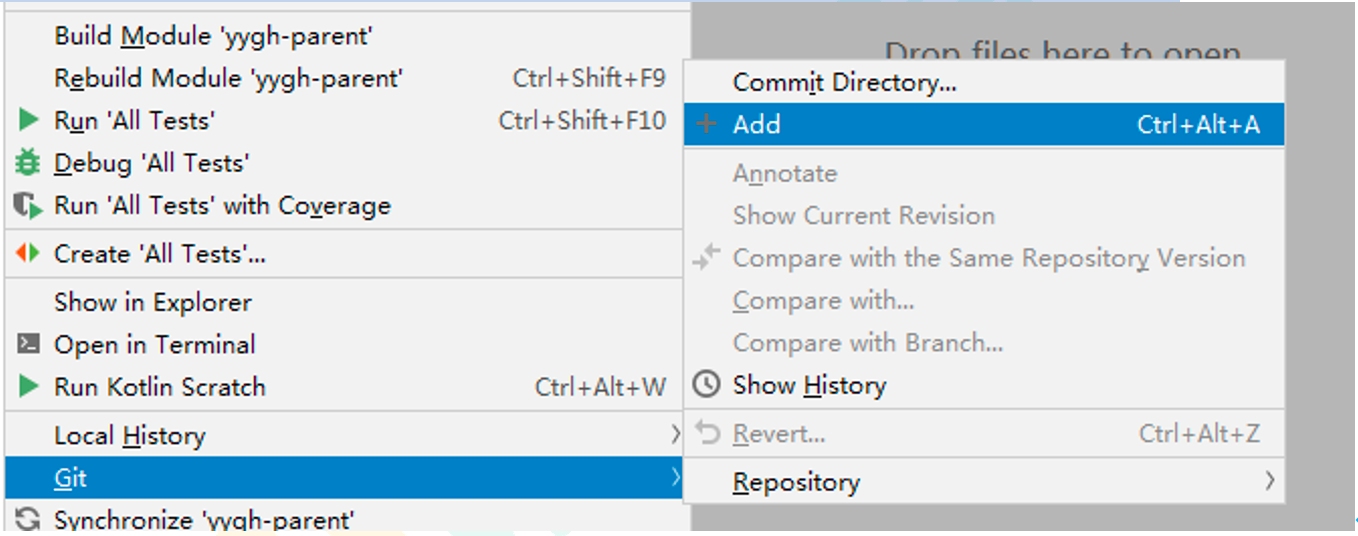 Build Module 'yygh-parent'
Rebuild Module 'yygh-parent' Ctrl+Shift+F9
Run 'All Tests' Ctrl+Shift+F10
Debug 'All Tests'
Run 'All Tests' with Coverage
Create 'All Tests'...
Show in Explorer
Open in Terminal
Run Kotlin Scratch Ctrl+Alt+W
Local History
Git
Synchronize 'yygh-parent'
Drop files here to open
Commit Directory...
Add Ctrl+Alt+A
Annotate
Show Current Revision
Compare with the Same Repository Version
Compare with...
Compare with Branch...
Show History
Revert... Ctrl+Alt+Z
Repository